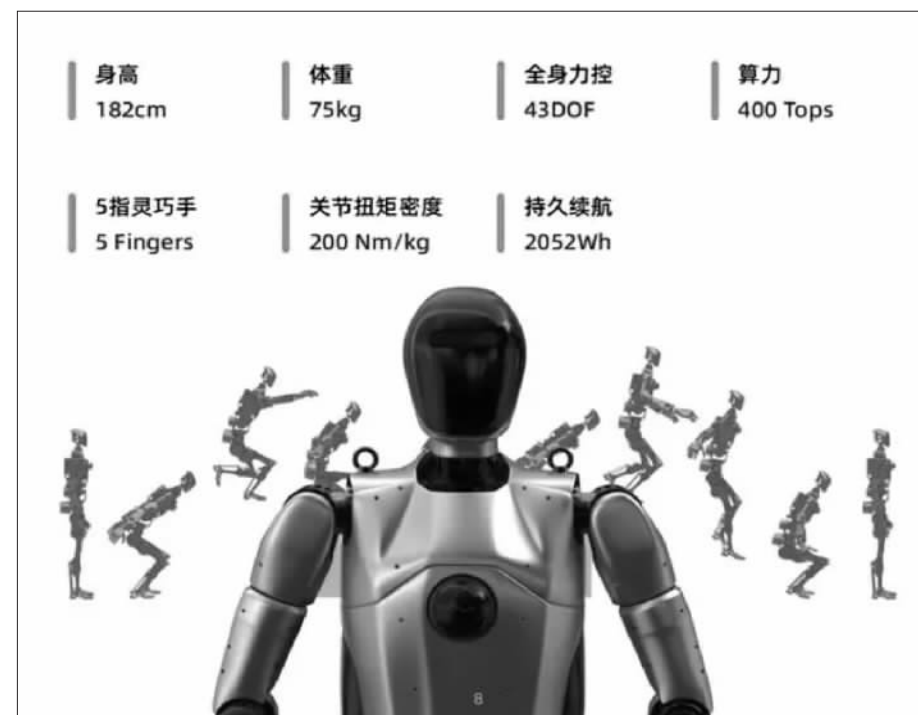 身高
182cm
体重
75kg
全身力控
43DOF
算力
400 Tops
5指灵巧手
5 Fingers
关节扭矩密度
200 Nm/kg
持久续航
2052Wh
8